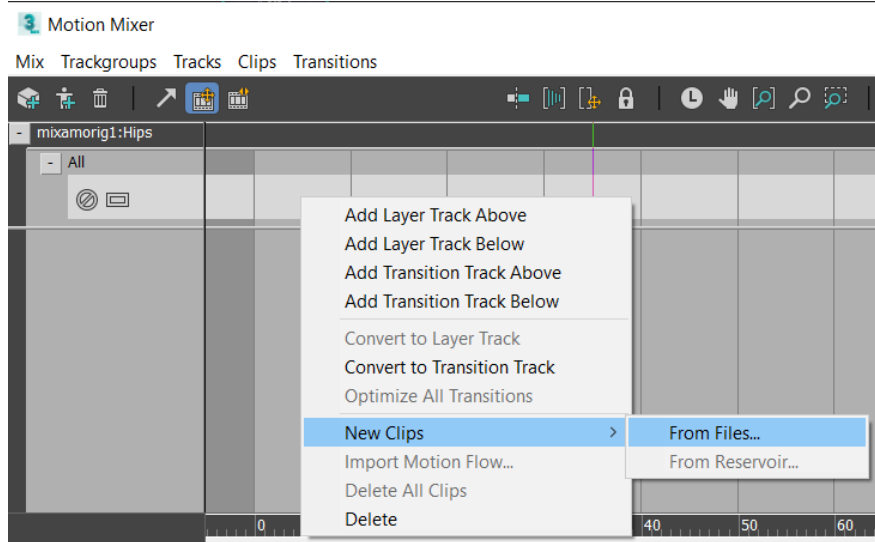 Motion Mixer
Mix Trackgroups Tracks Clips Transitions
mixamorig1:Hips
All
Add Layer Track Above
Add Layer Track Below
Add Transition Track Above
Add Transition Track Below
Convert to Layer Track
Convert to Transition Track
Optimize All Transitions
New Clips From Files...
Import Motion Flow... From Reservoir...
Delete All Clips
Delete
0 40 50 60